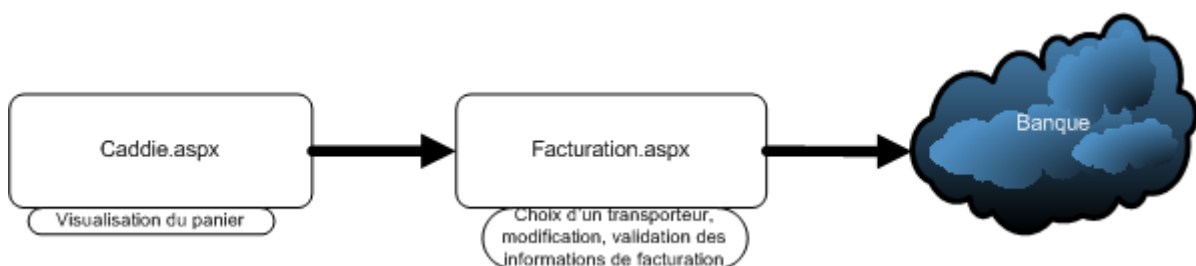 Caddie.aspx
Visualisation du panier
Facturation.aspx
Choix d'un transporteur,
modification, validation des
informations de facturation
Banque